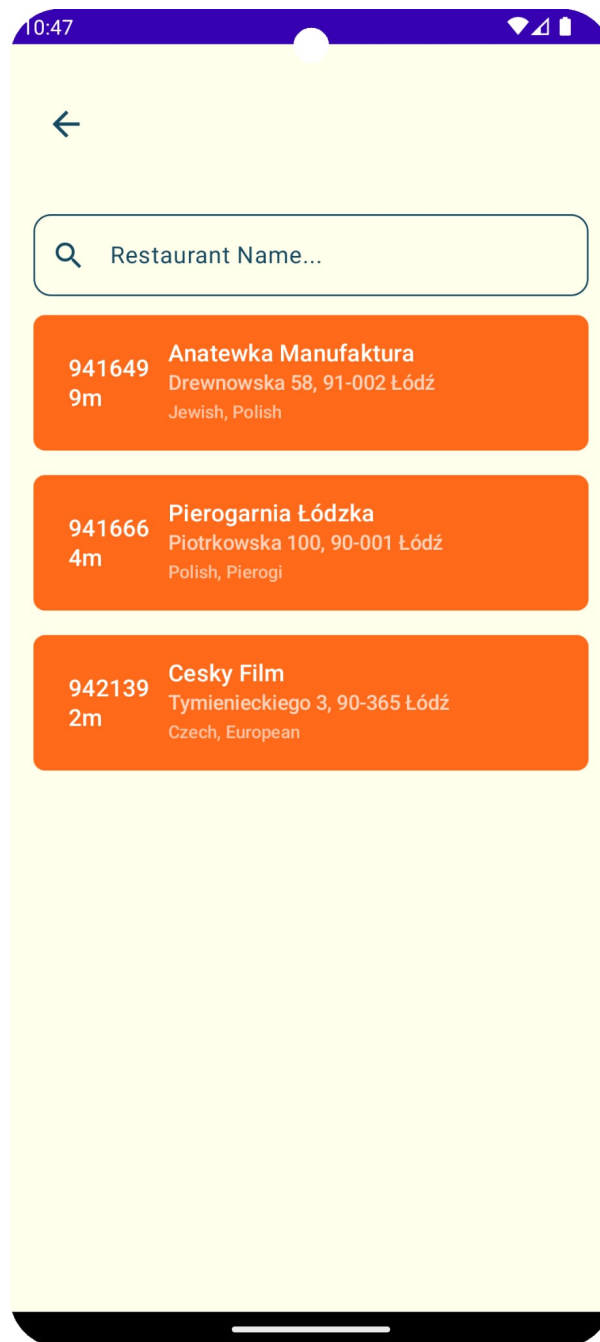 10:47
Restaurant Name...
941649
9m
Anatewka Manufaktura
Drewnowska 58, 91-002 Łódź
Jewish, Polish
941666
4m
Pierogarnia Łódzka
Piotrkowska 100, 90-001 Łódź
Polish, Pierogi
942139
2m
Cesky Film
Tymienieckiego 3, 90-365 Łódź
Czech, European